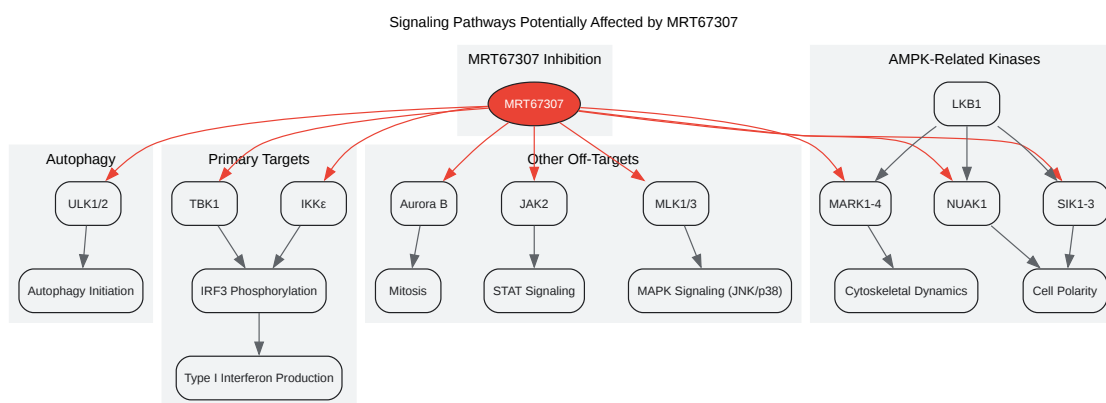 Signaling Pathways Potentially Affected by MRT67307
MRT67307 Inhibition
AMPK-Related Kinases
MRT67307
LKB1
Autophagy
Primary Targets
Other Off-Targets
ULK1/2
TBK1
IKKε
Aurora B
JAK2
MLK1/3
MARK1-4
NUAK1
SIK1-3
Autophagy Initiation
IRF3 Phosphorylation
Mitosis
STAT Signaling
MAPK Signaling (JNK/p38)
Cytoskeletal Dynamics
Cell Polarity
Type I Interferon Production